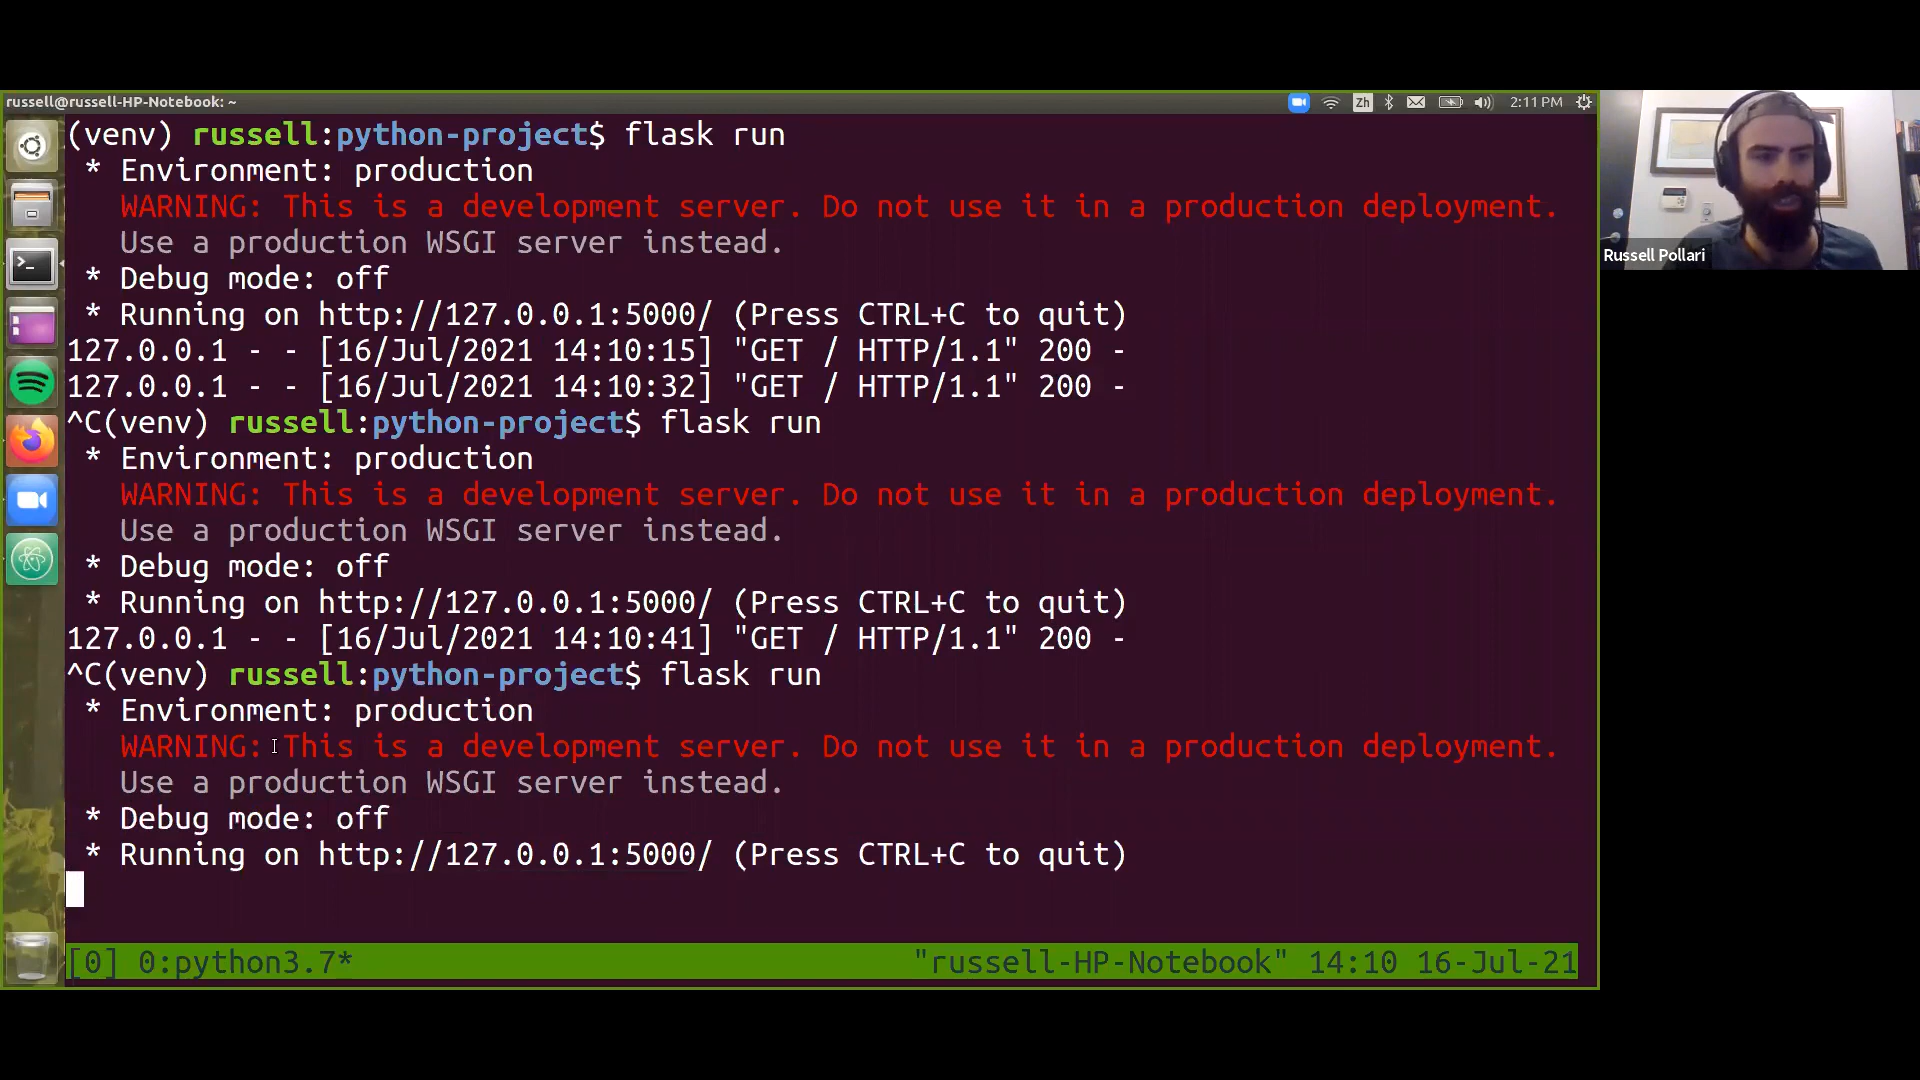 russell@russell-HP-Notebook: ~
Zh
2:11 PM
(venv) russell:python-project$ flask run
* Environment: production
WARNING: This is a development server. Do not use it in a production deployment.
Use a production WSGI server instead.
* Debug mode: off
* Running on http://127.0.0.1:5000/ (Press CTRL+C to quit)
127.0.0.1 - - [16/Jul/2021 14:10:15] "GET / HTTP/1.1" 200 -
127.0.0.1 - - [16/Jul/2021 14:10:32] "GET / HTTP/1.1" 200 -
^C(venv) russell:python-project$ flask run
* Environment: production
WARNING: This is a development server. Do not use it in a production deployment.
Use a production WSGI server instead.
* Debug mode: off
* Running on http://127.0.0.1:5000/ (Press CTRL+C to quit)
127.0.0.1 - - [16/Jul/2021 14:10:41] "GET / HTTP/1.1" 200 -
^C(venv) russell:python-project$ flask run
* Environment: production
WARNING: This is a development server. Do not use it in a production deployment.
Use a production WSGI server instead.
* Debug mode: off
* Running on http://127.0.0.1:5000/ (Press CTRL+C to quit)
[0] 0:python3.7* "russell-HP-Notebook" 14:10 16-Jul-21
Russell Pollari